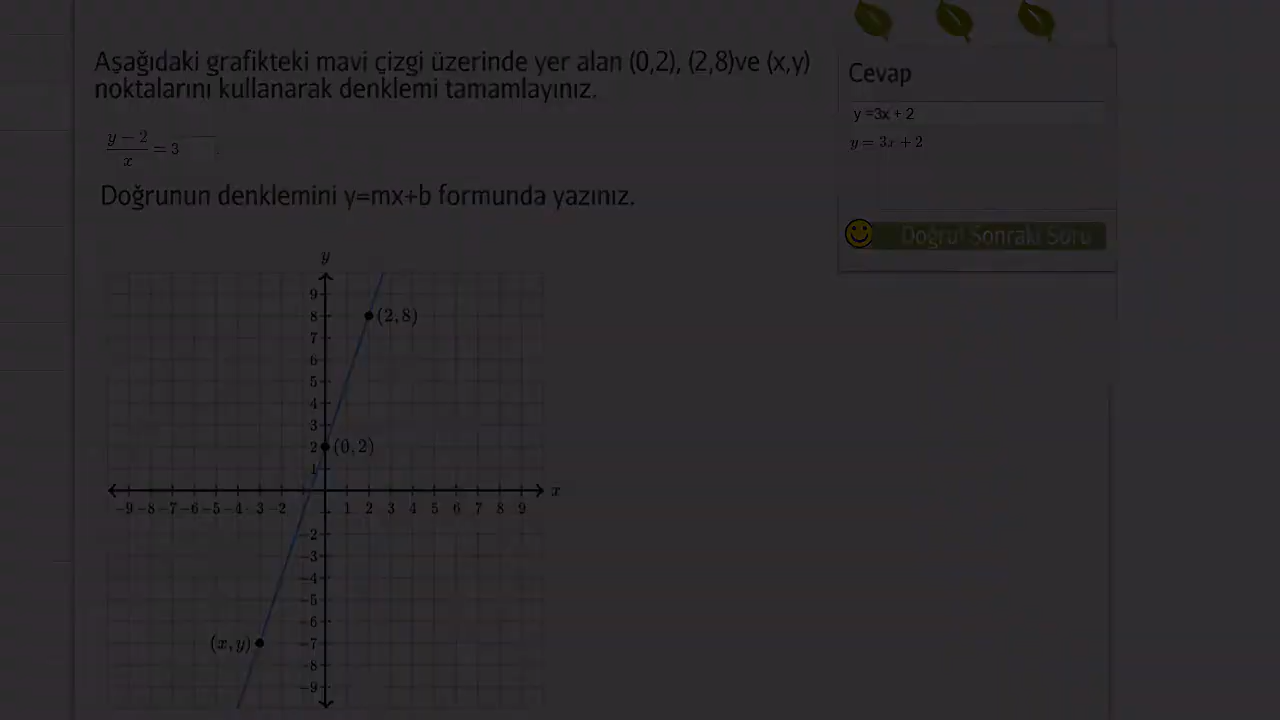 Aşağıdaki grafikteki mavi çizgi üzerinde yer alan (0,2), (2,8)ve (x,y)
noktalarını kullanarak denklemi tamamlayınız.
y − 2
x
= 3
Doğrunun denklemini y=mx+b formunda yazınız.
Cevap
y =3x + 2
y = 3x + 2
Doğru! Sonraki Soru
y
9
8
(2, 8)
7
6
5
4
3
2
(0, 2)
1
x
−9 −8 −7 −6 −5 −4 −3 −2 1 2 3 4 5 6 7 8 9
−2
−3
−4
−5
−6
(x, y)
−7
−8
−9